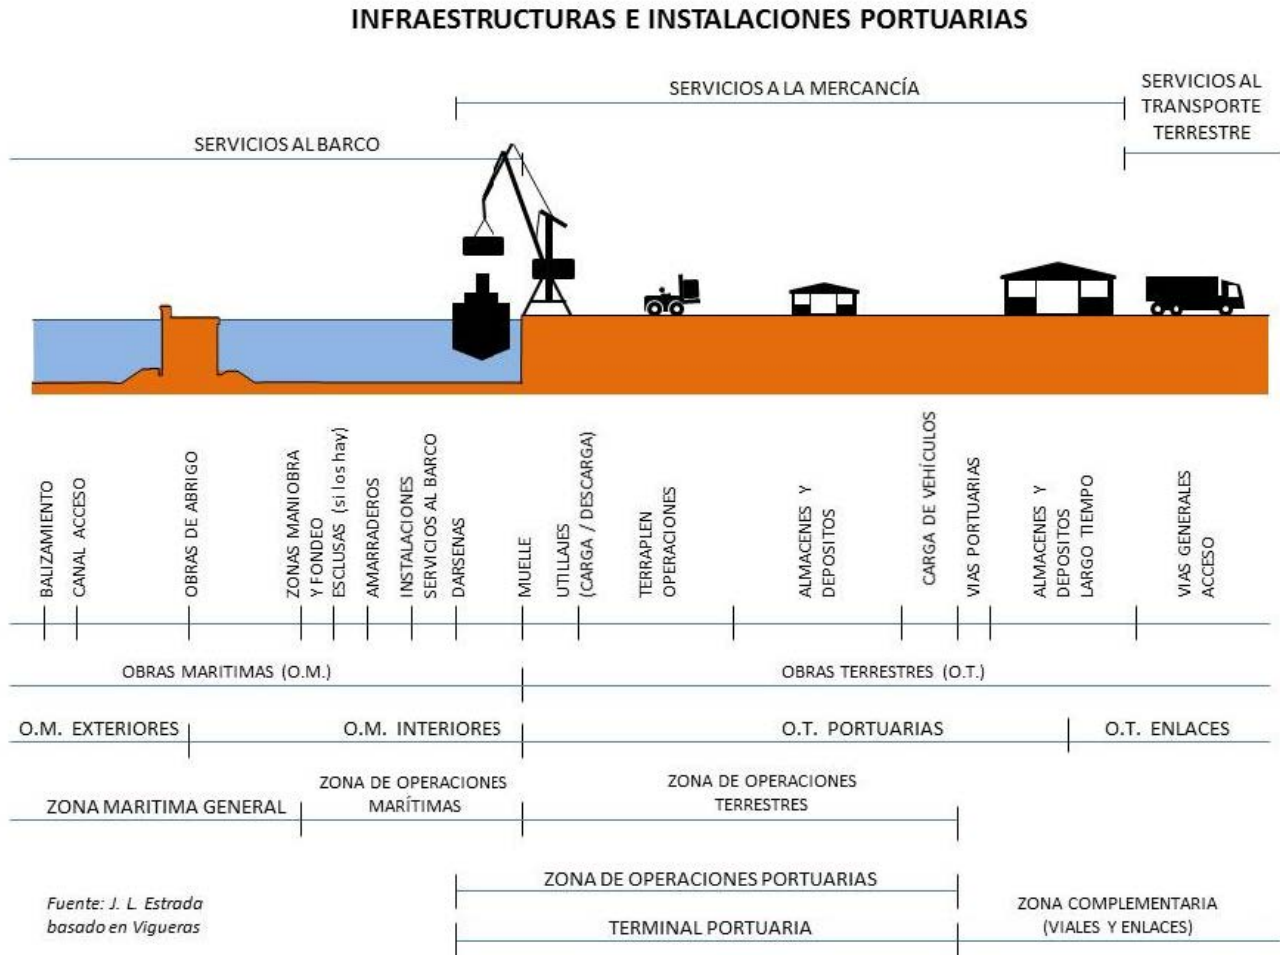 INFRAESTRUCTURAS E INSTALACIONES PORTUARIAS
SERVICIOS A LA MERCANCÍA
SERVICIOS AL
TRANSPORTE
TERRESTRE
SERVICIOS AL BARCO
BALIZAMIENTO
CANAL ACCESO
OBRAS DE ABRIGO
ZONAS MANIOBRA
Y FONDEO
ESCLUSAS (si los hay)
AMARRADEROS
INSTALACIONES
SERVICIOS AL BARCO
DARSENAS
MUELLE
UTILLAJES
(CARGA / DESCARGA)
TERRAPLEN
OPERACIONES
ALMACENES Y
DEPOSITOS
CARGA DE VEHÍCULOS
VIAS PORTUARIAS
ALMACENES Y
DEPOSITOS
LARGO TIEMPO
VIAS GENERALES
ACCESO
OBRAS MARITIMAS (O.M.)
OBRAS TERRESTRES (O.T.)
O.M. EXTERIORES
O.M. INTERIORES
O.T. PORTUARIAS
O.T. ENLACES
ZONA MARITIMA GENERAL
ZONA DE OPERACIONES
MARÍTIMAS
ZONA DE OPERACIONES
TERRESTRES
ZONA DE OPERACIONES PORTUARIAS
TERMINAL PORTUARIA
ZONA COMPLEMENTARIA
(VIALES Y ENLACES)
Fuente: J. L. Estrada
basado en Vigueras